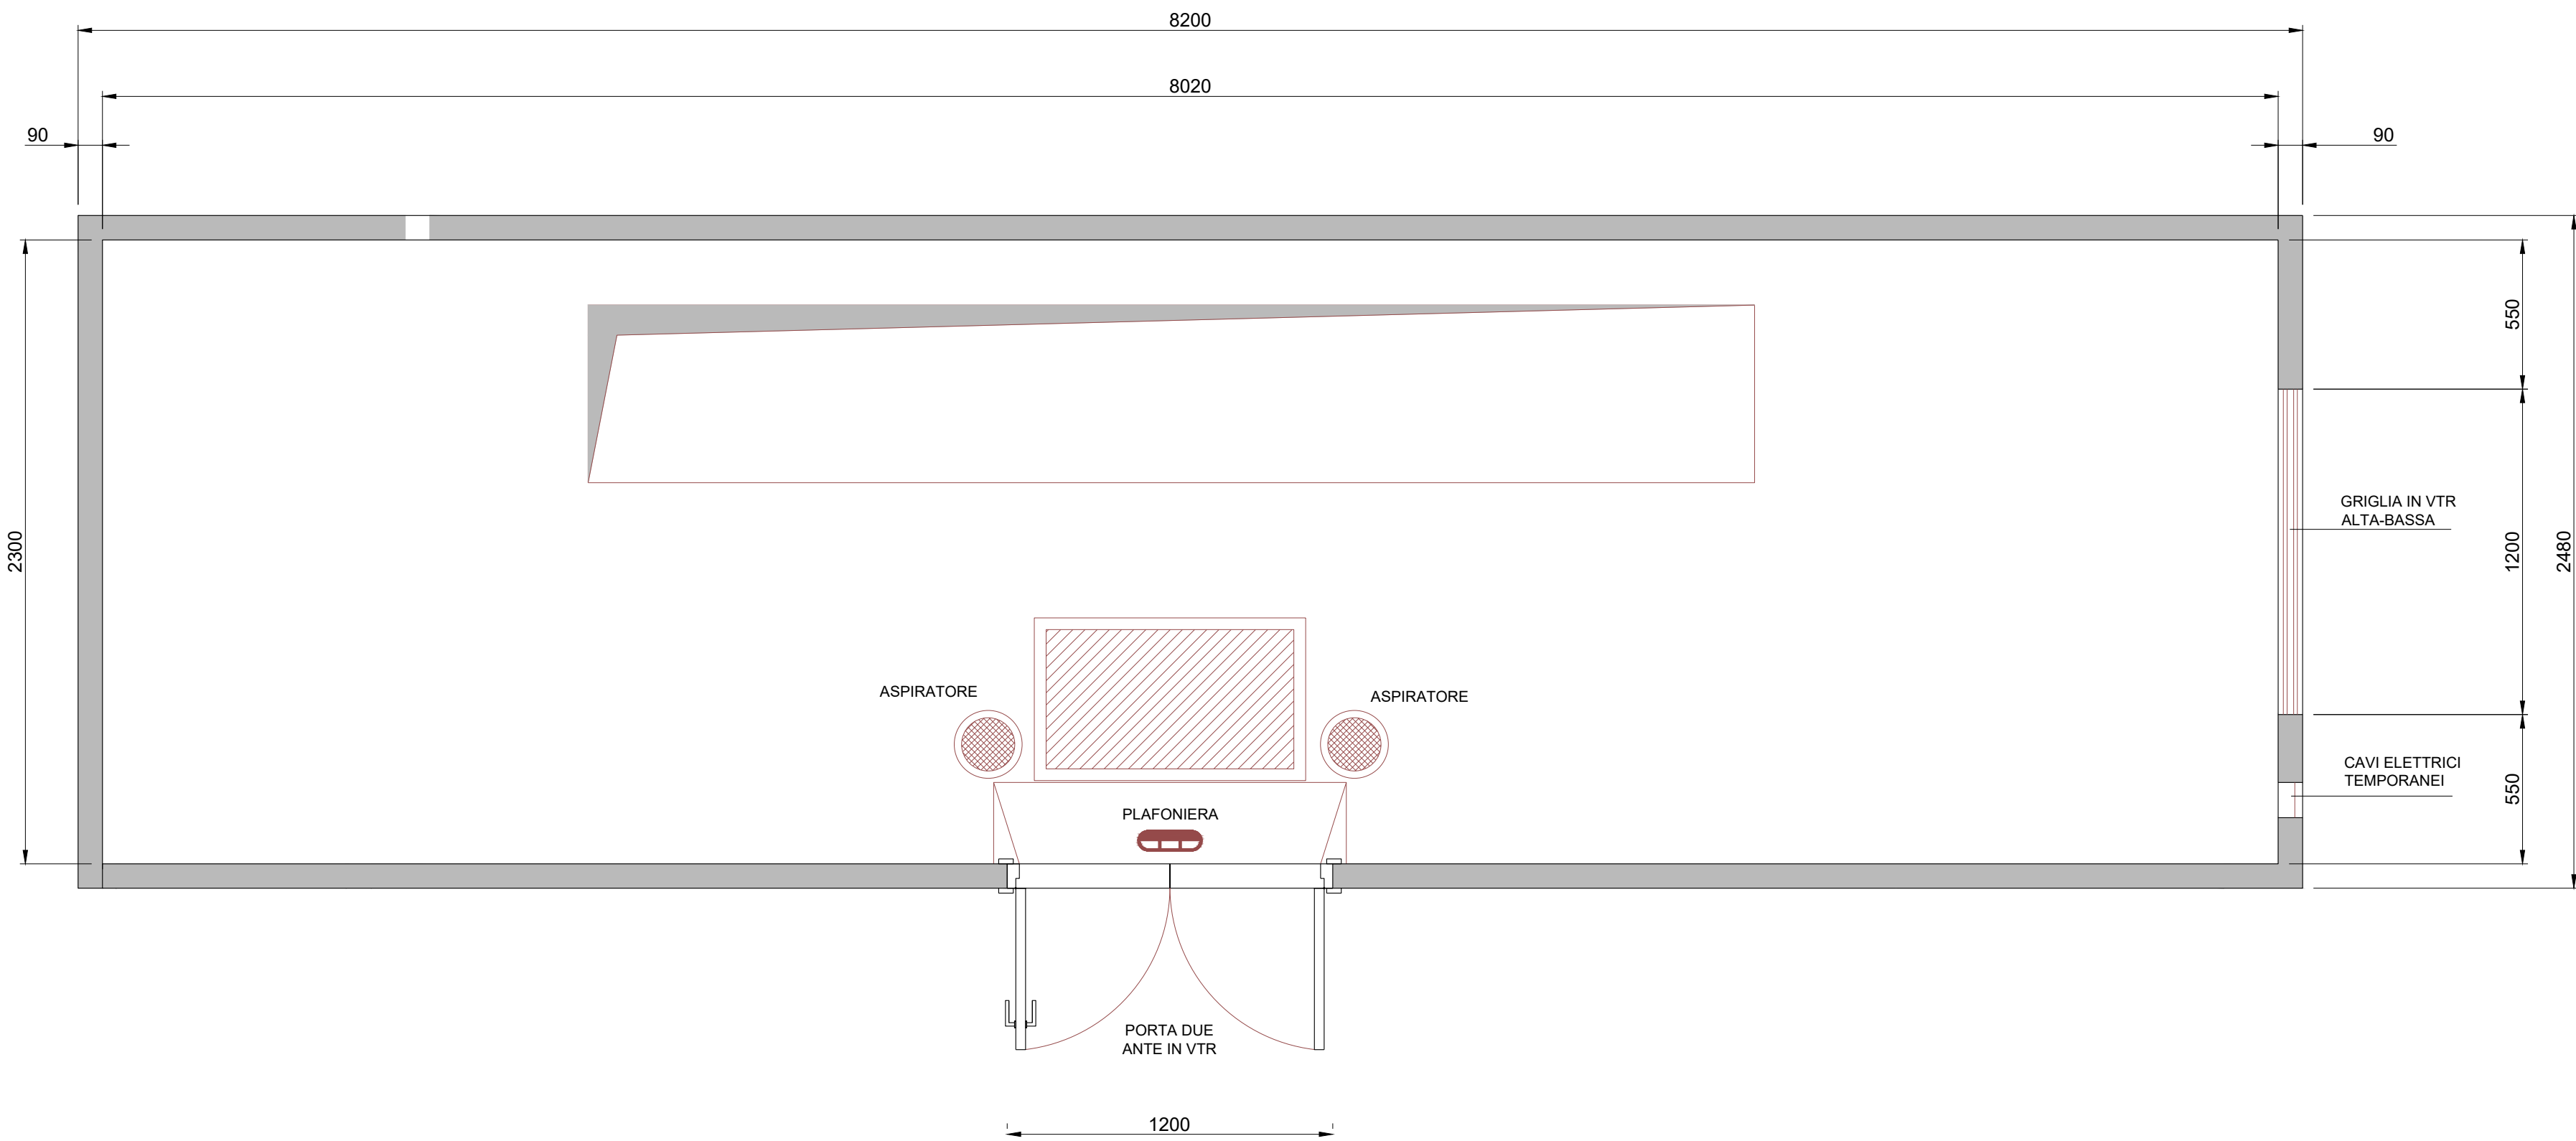 8200
8020
90
90
550
GRIGLIA IN VTR
ALTA-BASSA
2300
1200
2480
ASPIRATORE
ASPIRATORE
CAVI ELETTRICI
TEMPORANEI
550
PLAFONIERA
PORTA DUE
ANTE IN VTR
1200